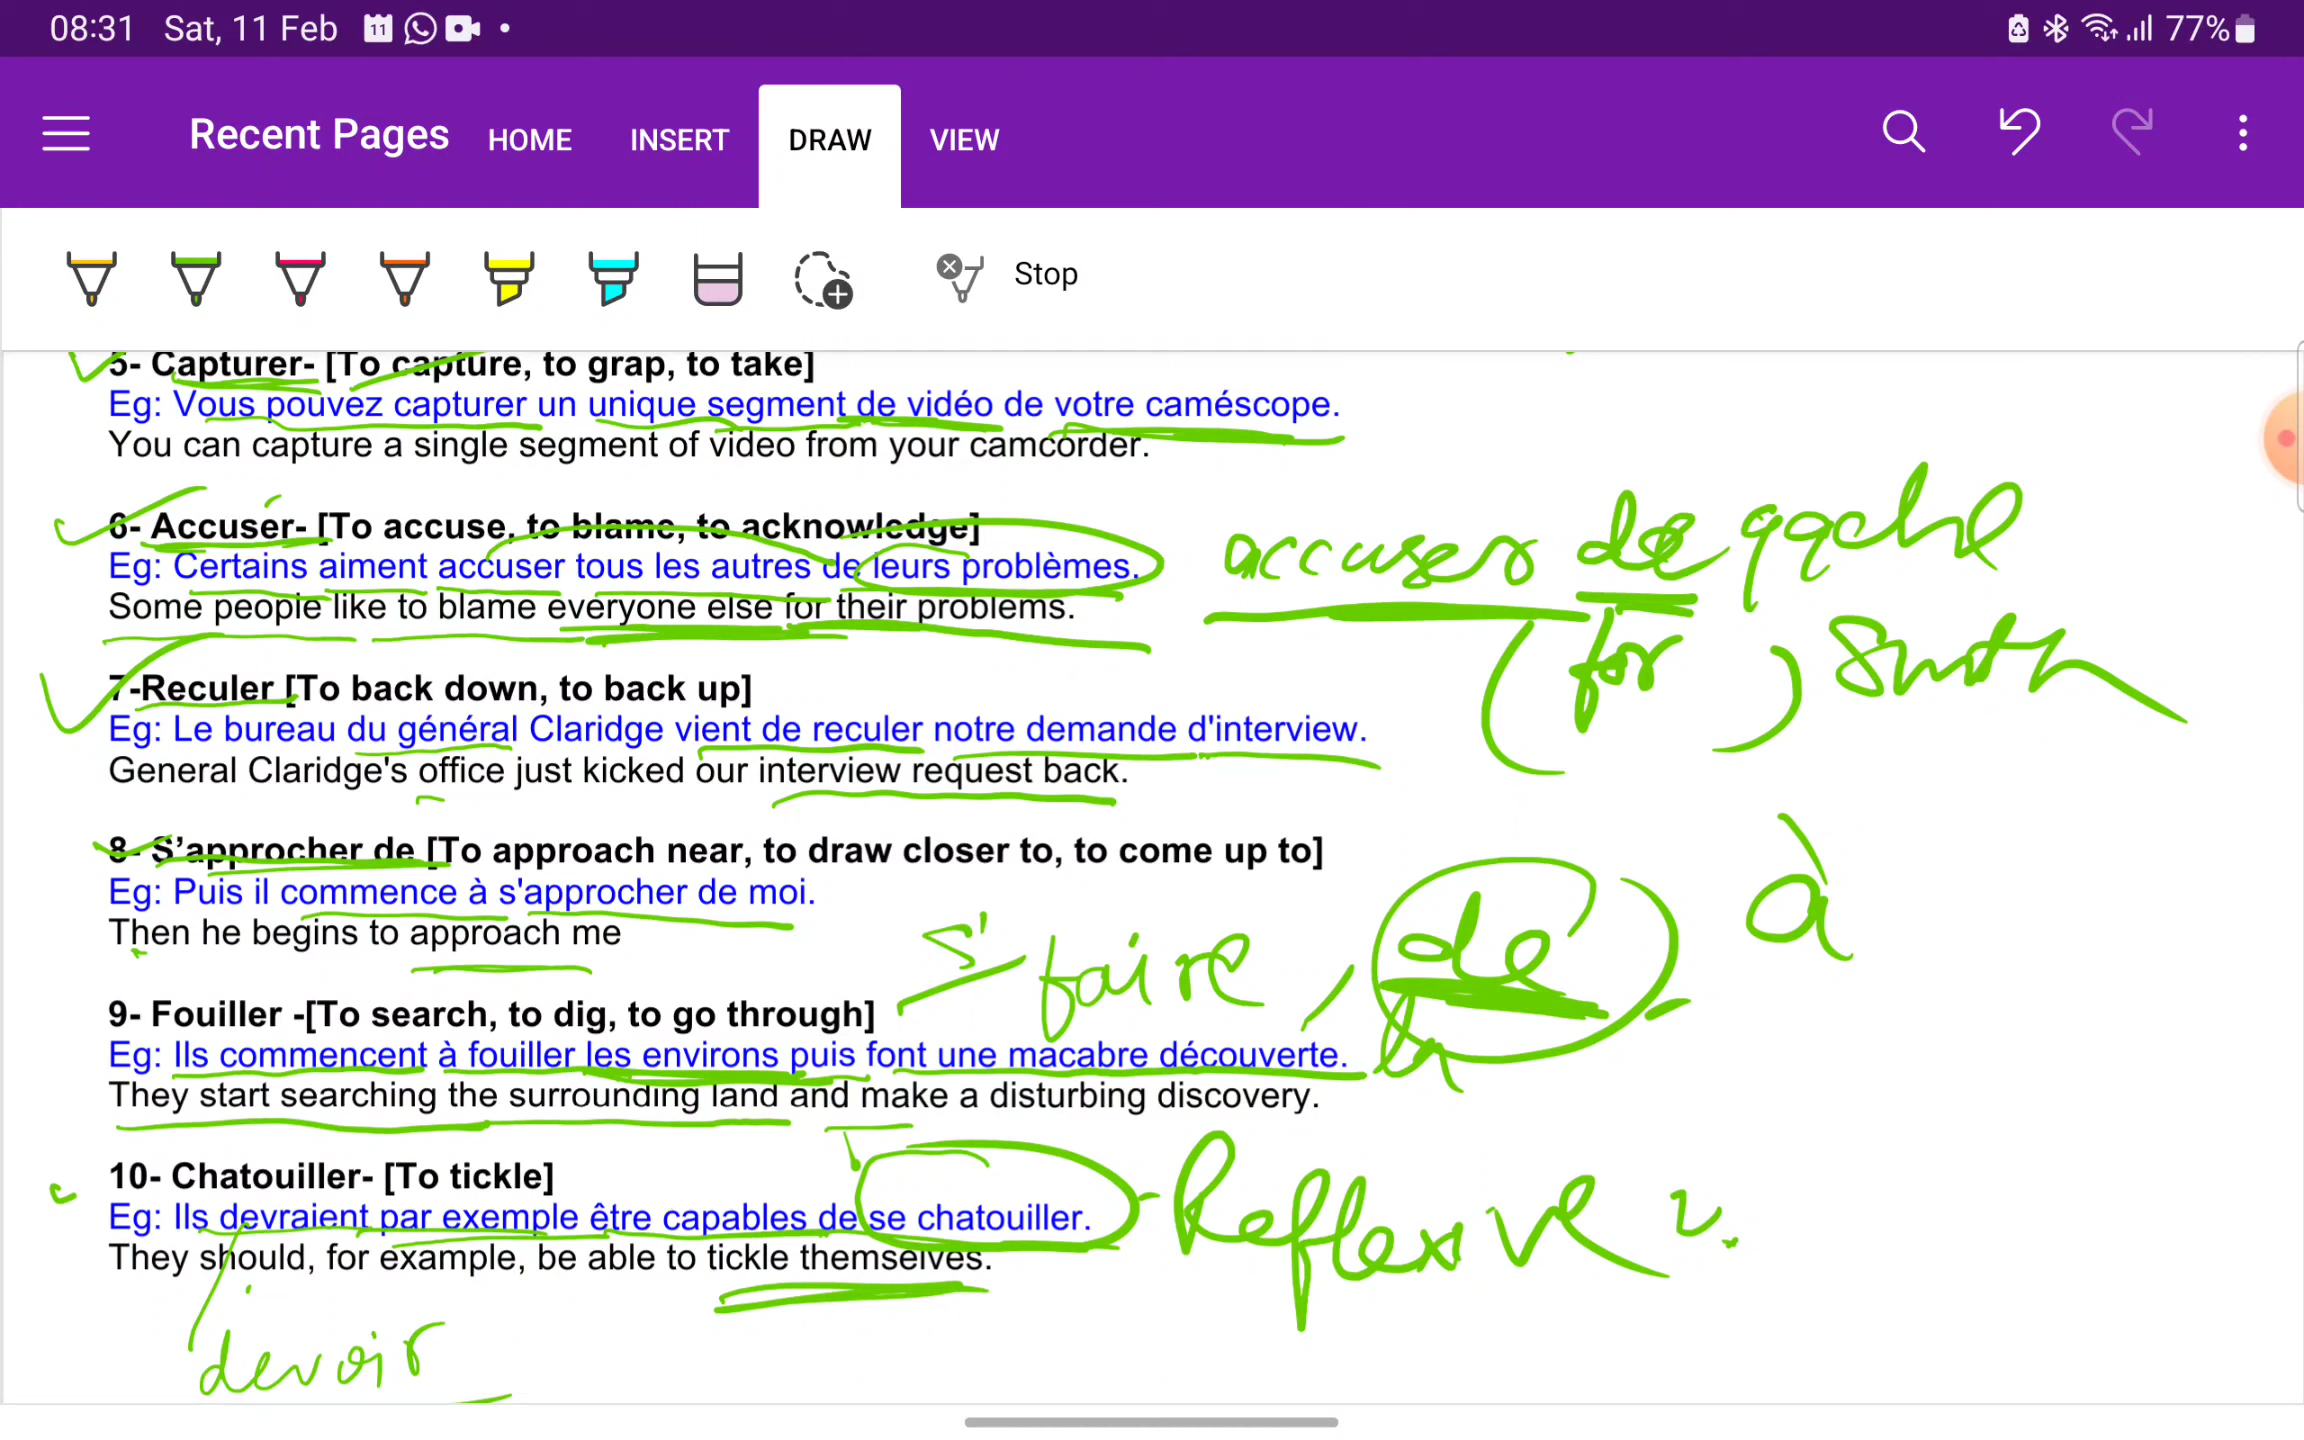 08:31 Sat, 11 Feb 11 77%
Recent Pages HOME INSERT DRAW VIEW
Stop
5- Capturer- [To capture, to grap, to take]
Eg: Vous pouvez capturer un unique segment de vidéo de votre caméscope.
You can capture a single segment of video from your camcorder.
6- Accuser- [To accuse, to blame, to acknowledge]
Eg: Certains aiment accuser tous les autres de leurs problèmes.
Some people like to blame everyone else for their problems.
accuser de qqche
(for) Smth
7-Reculer [To back down, to back up]
Eg: Le bureau du général Claridge vient de reculer notre demande d'interview.
General Claridge's office just kicked our interview request back.
8- S'approcher de [To approach near, to draw closer to, to come up to]
Eg: Puis il commence à s'approcher de moi.
Then he begins to approach me
s' faire, de à
9- Fouiller -[To search, to dig, to go through]
Eg: Ils commencent à fouiller les environs puis font une macabre découverte.
They start searching the surrounding land and make a disturbing discovery.
10- Chatouiller- [To tickle]
Eg: Ils devraient par exemple être capables de se chatouiller.
They should, for example, be able to tickle themselves.
Reflexive v.
devoir